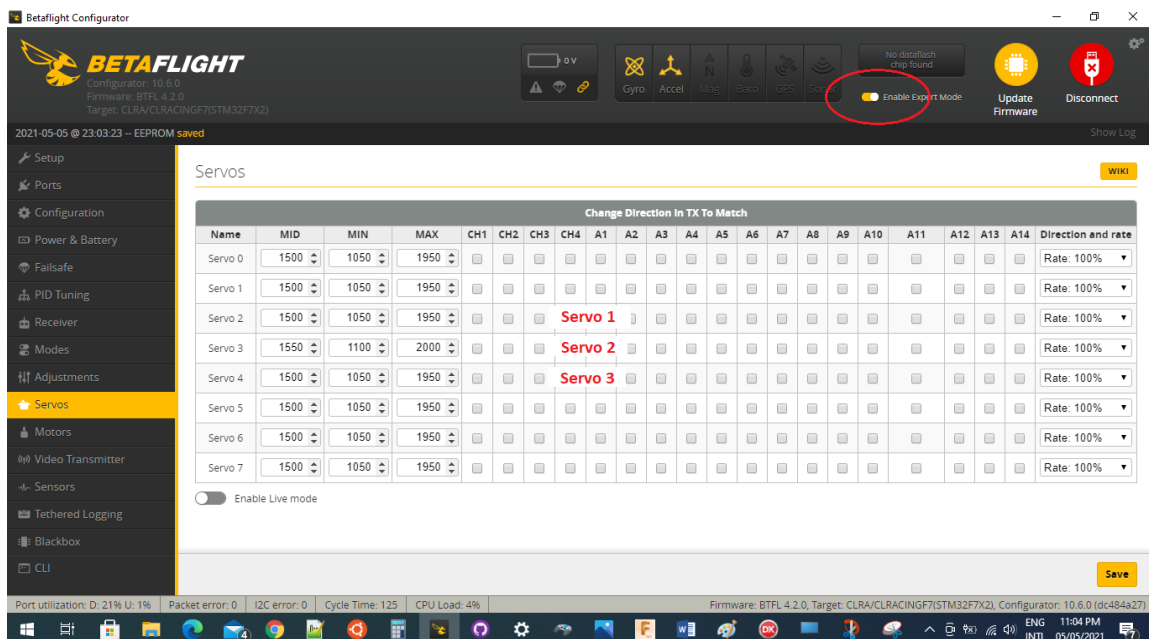 Betaflight Configurator
BETAFLIGHT
Configurator: 10.6.0
Firmware: BTFL 4.2.0
Target: CLRA/CLRACINGF7(STM32F7X2)
0 V
Gyro Accel Mag Baro GPS Sonar
No dataflash
chip found
Enable Expert Mode
Update
Firmware
Disconnect
2021-05-05 @ 23:03:23 -- EEPROM saved
Show Log
Setup
Ports
Configuration
Power & Battery
Failsafe
PID Tuning
Receiver
Modes
Adjustments
Servos
Motors
Video Transmitter
Sensors
Tethered Logging
Blackbox
CLI
Servos
WIKI
Change Direction in TX To Match
Name MID MIN MAX CH1 CH2 CH3 CH4 A1 A2 A3 A4 A5 A6 A7 A8 A9 A10 A11 A12 A13 A14 Direction and rate
Servo 0 1500 1050 1950 Rate: 100%
Servo 1 1500 1050 1950 Rate: 100%
Servo 2 1500 1050 1950 Servo 1 Rate: 100%
Servo 3 1550 1100 2000 Servo 2 Rate: 100%
Servo 4 1500 1050 1950 Servo 3 Rate: 100%
Servo 5 1500 1050 1950 Rate: 100%
Servo 6 1500 1050 1950 Rate: 100%
Servo 7 1500 1050 1950 Rate: 100%
Enable Live mode
Save
Port utilization: D: 21% U: 1% Packet error: 0 I2C error: 0 Cycle Time: 125 CPU Load: 4% Firmware: BTFL 4.2.0, Target: CLRA/CLRACINGF7(STM32F7X2), Configurator: 10.6.0 (dc484a27)
ENG
INTL
11:04 PM
05/05/2021